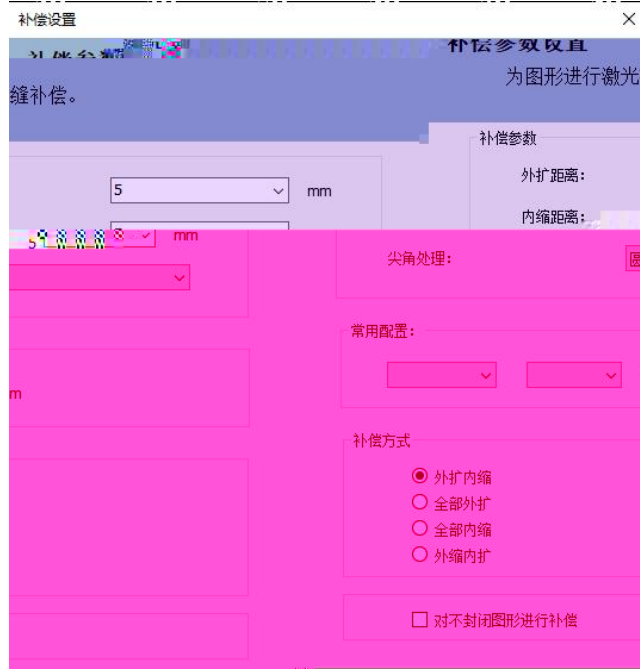 补偿设置
补偿参数设置
为图形进行激光
缝补偿。
补偿参数
外扩距离：
5 mm
内缩距离：
mm
尖角处理：
圆
常用配置：
m
补偿方式
外扩内缩
全部外扩
全部内缩
外缩内扩
对不封闭图形进行补偿